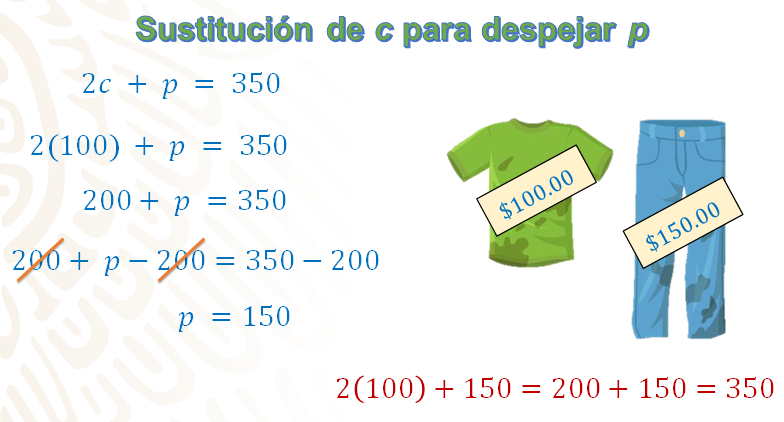 Sustitución de c para despejar p
2c + p = 350
2(100) + p = 350
200 + p = 350
200 + p − 200 = 350 − 200
p = 150
$100.00
$150.00
2(100) + 150 = 200 + 150 = 350